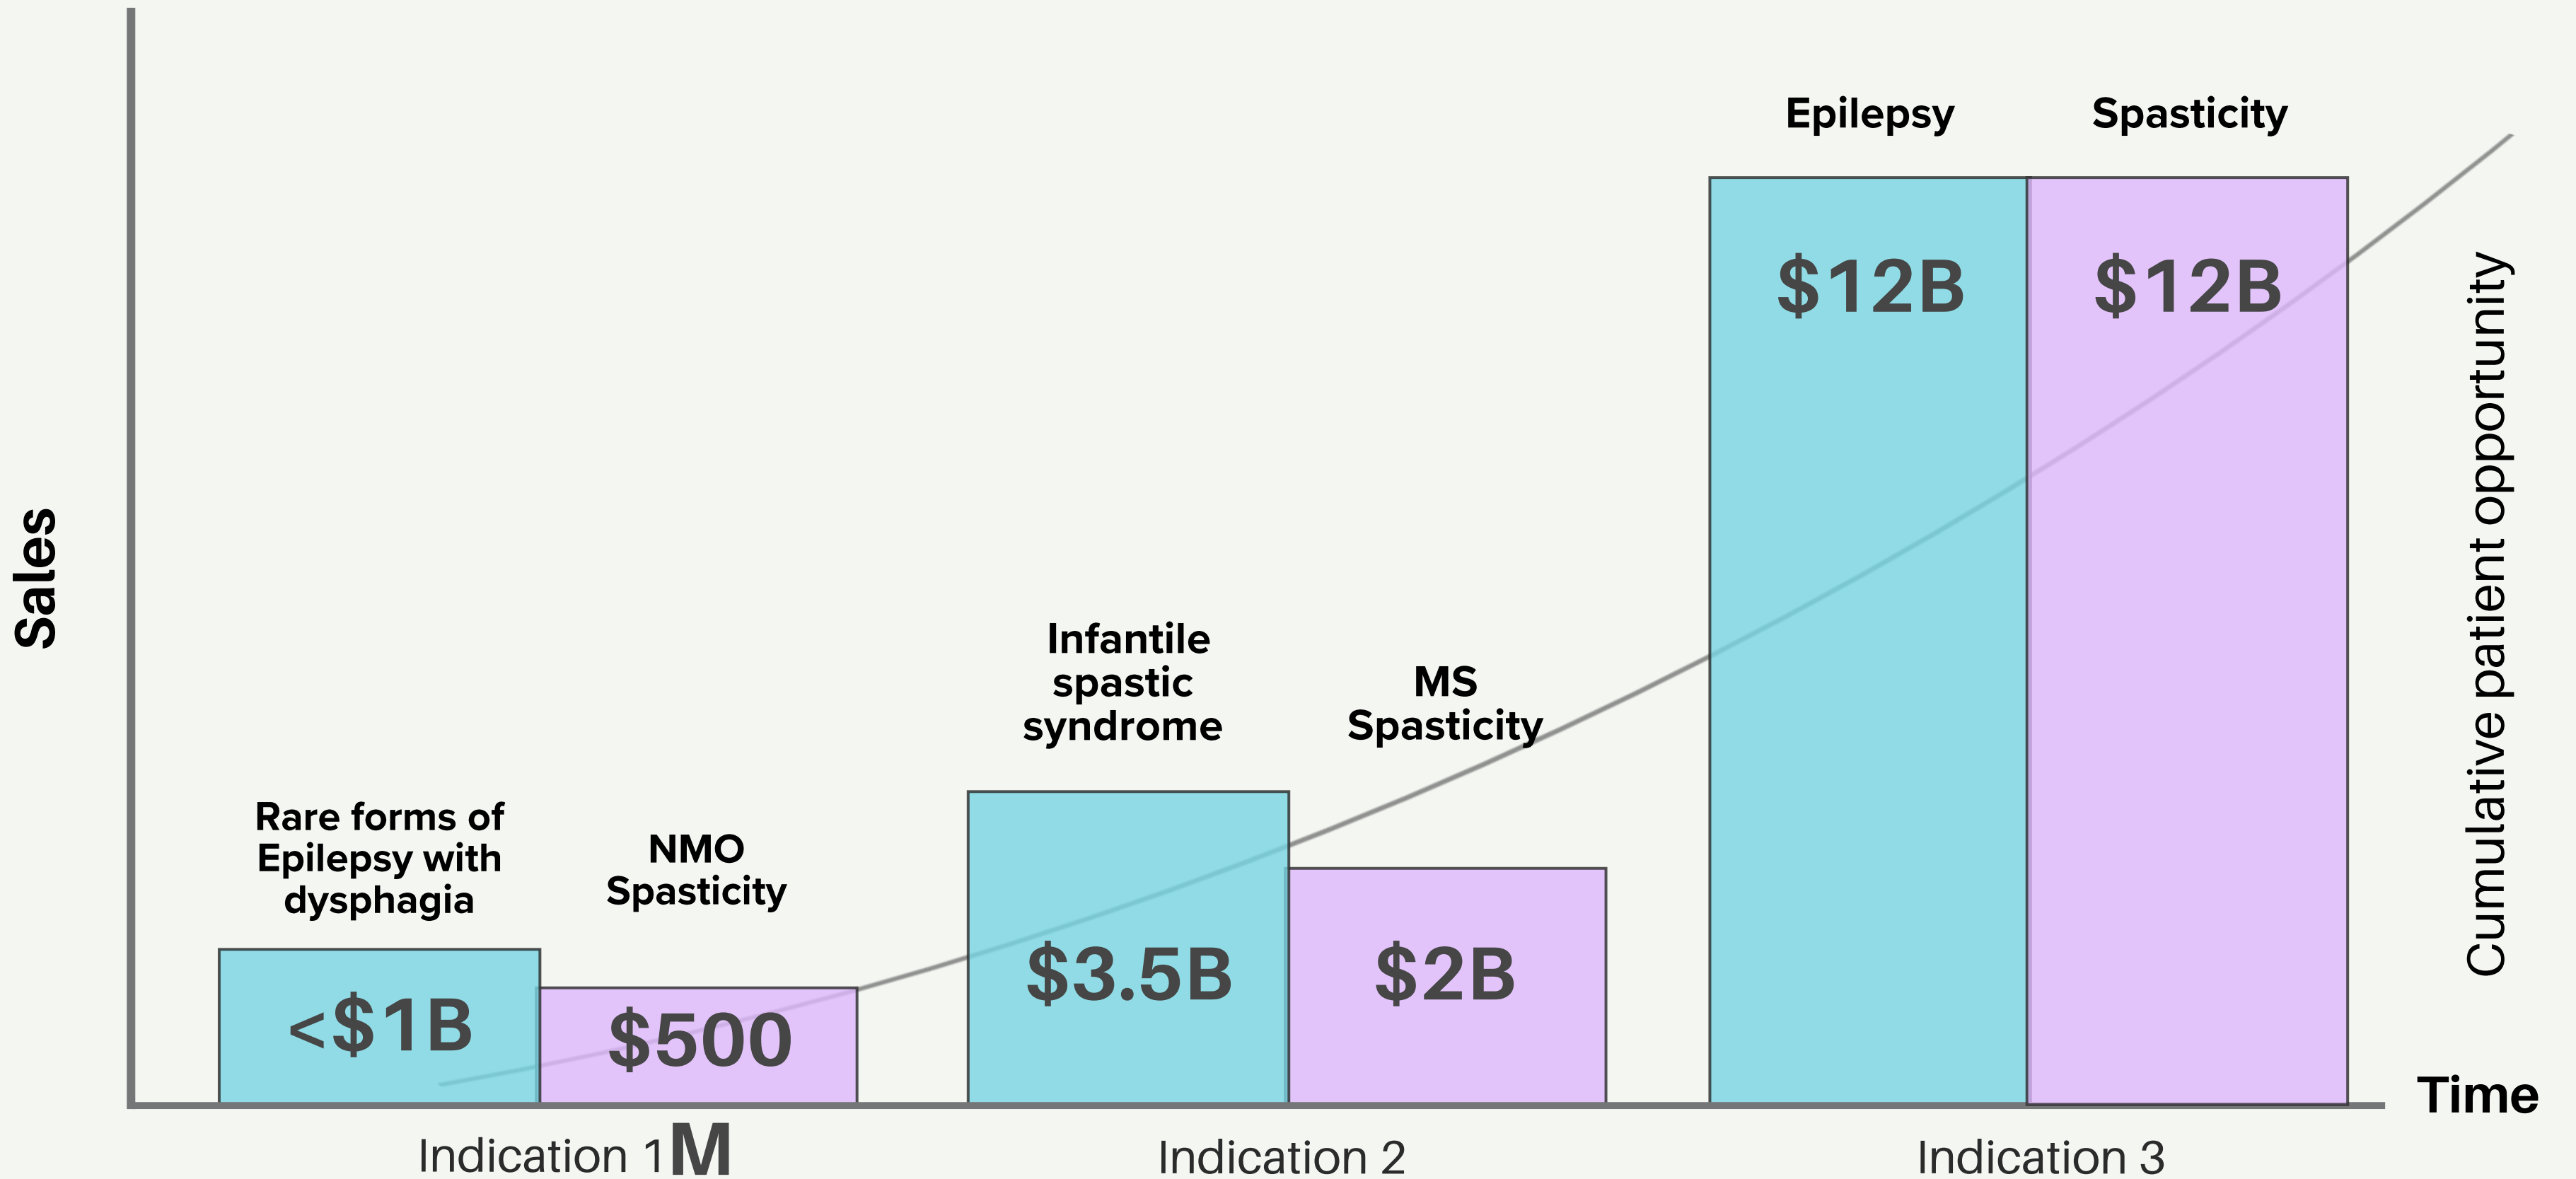 Epilepsy
Spasticity
$12B
$12B
Sales
Cumulative patient opportunity
Infantile
spastic
syndrome
MS
Spasticity
$3.5B
$2B
Rare forms of
Epilepsy with
dysphagia
NMO
Spasticity
<$1B
$500
M
Time
Indication 1
Indication 2
Indication 3